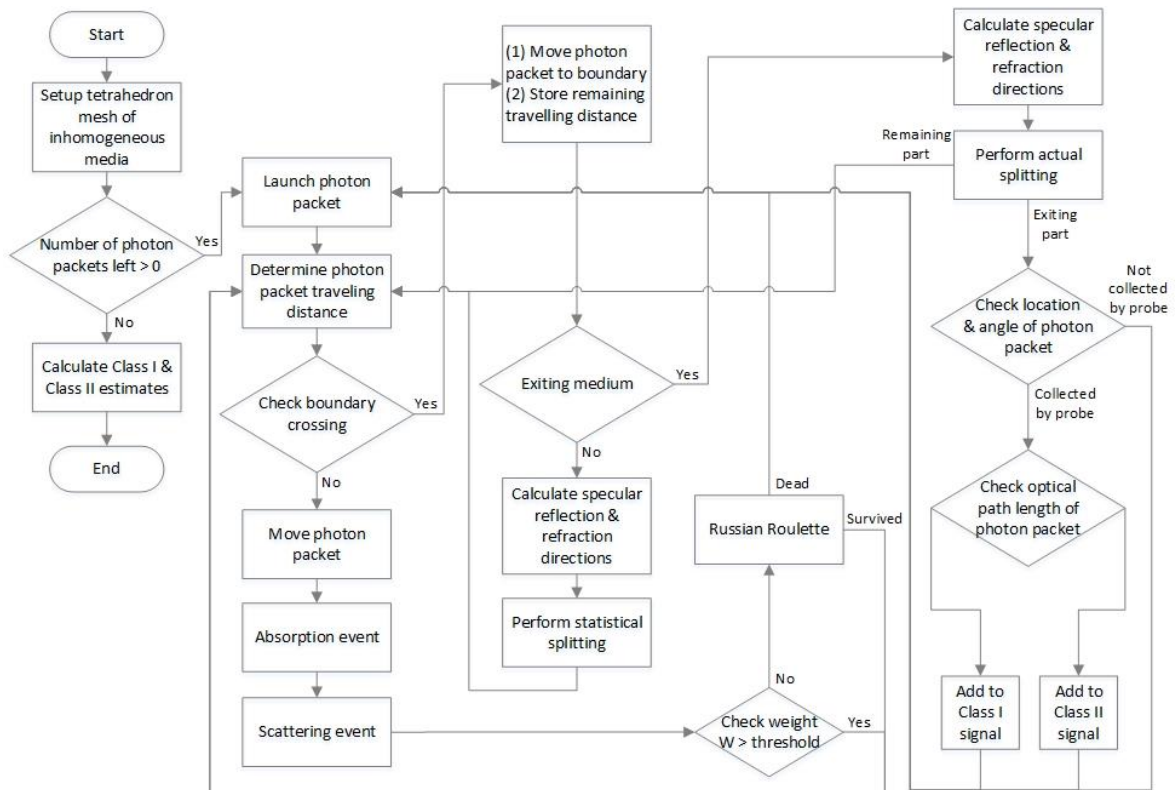 Start
Setup tetrahedron
mesh of
inhomogeneous
media
Number of photon
packets left > 0
Yes
No
Calculate Class I &
Class II estimates
End
Launch photon
packet
Determine photon
packet traveling
distance
Check boundary
crossing
Yes
No
Move photon
packet
Absorption event
Scattering event
(1) Move photon
packet to boundary
(2) Store remaining
travelling distance
Exiting medium
Yes
No
Calculate specular
reflection &
refraction
directions
Perform statistical
splitting
Dead
Russian Roulette
Survived
No
Check weight
W > threshold
Yes
Calculate specular
reflection &
refraction
directions
Remaining
part
Perform actual
splitting
Exiting
part
Not
collected
by probe
Check location
& angle of photon
packet
Collected
by probe
Check optical
path length of
photon packet
Add to
Class I
signal
Add to
Class II
signal